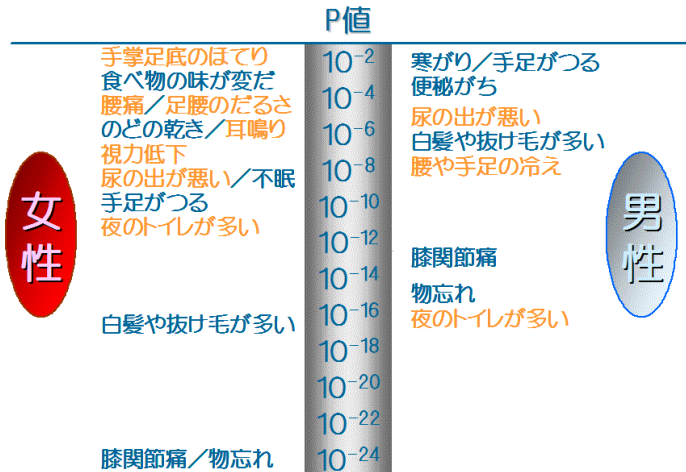 P値
手掌足底のほてり
食べ物の味が変だ
腰痛／足腰のだるさ
のどの乾き／耳鳴り
視力低下
尿の出が悪い／不眠
手足がつる
夜のトイレが多い
白髪や抜け毛が多い
膝関節痛／物忘れ
女性
10⁻²
10⁻⁴
10⁻⁶
10⁻⁸
10⁻¹⁰
10⁻¹²
10⁻¹⁴
10⁻¹⁶
10⁻¹⁸
10⁻²⁰
10⁻²²
10⁻²⁴
寒がり／手足がつる
便秘がち
尿の出が悪い
白髪や抜け毛が多い
腰や手足の冷え
膝関節痛
物忘れ
夜のトイレが多い
男性